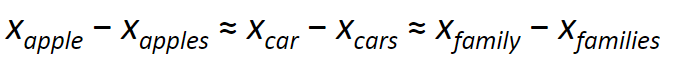 x_apple − x_apples ≈ x_car − x_cars ≈ x_family − x_families